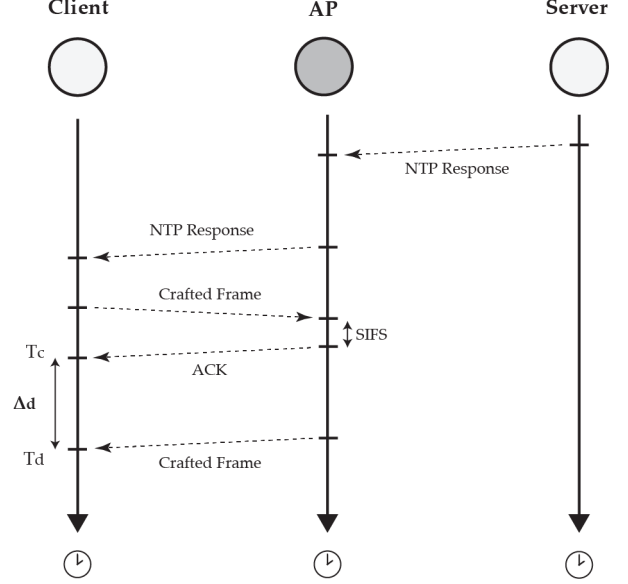 Client
AP
Server
NTP Response
NTP Response
Crafted Frame
SIFS
Tc
ACK
Δd
Td
Crafted Frame